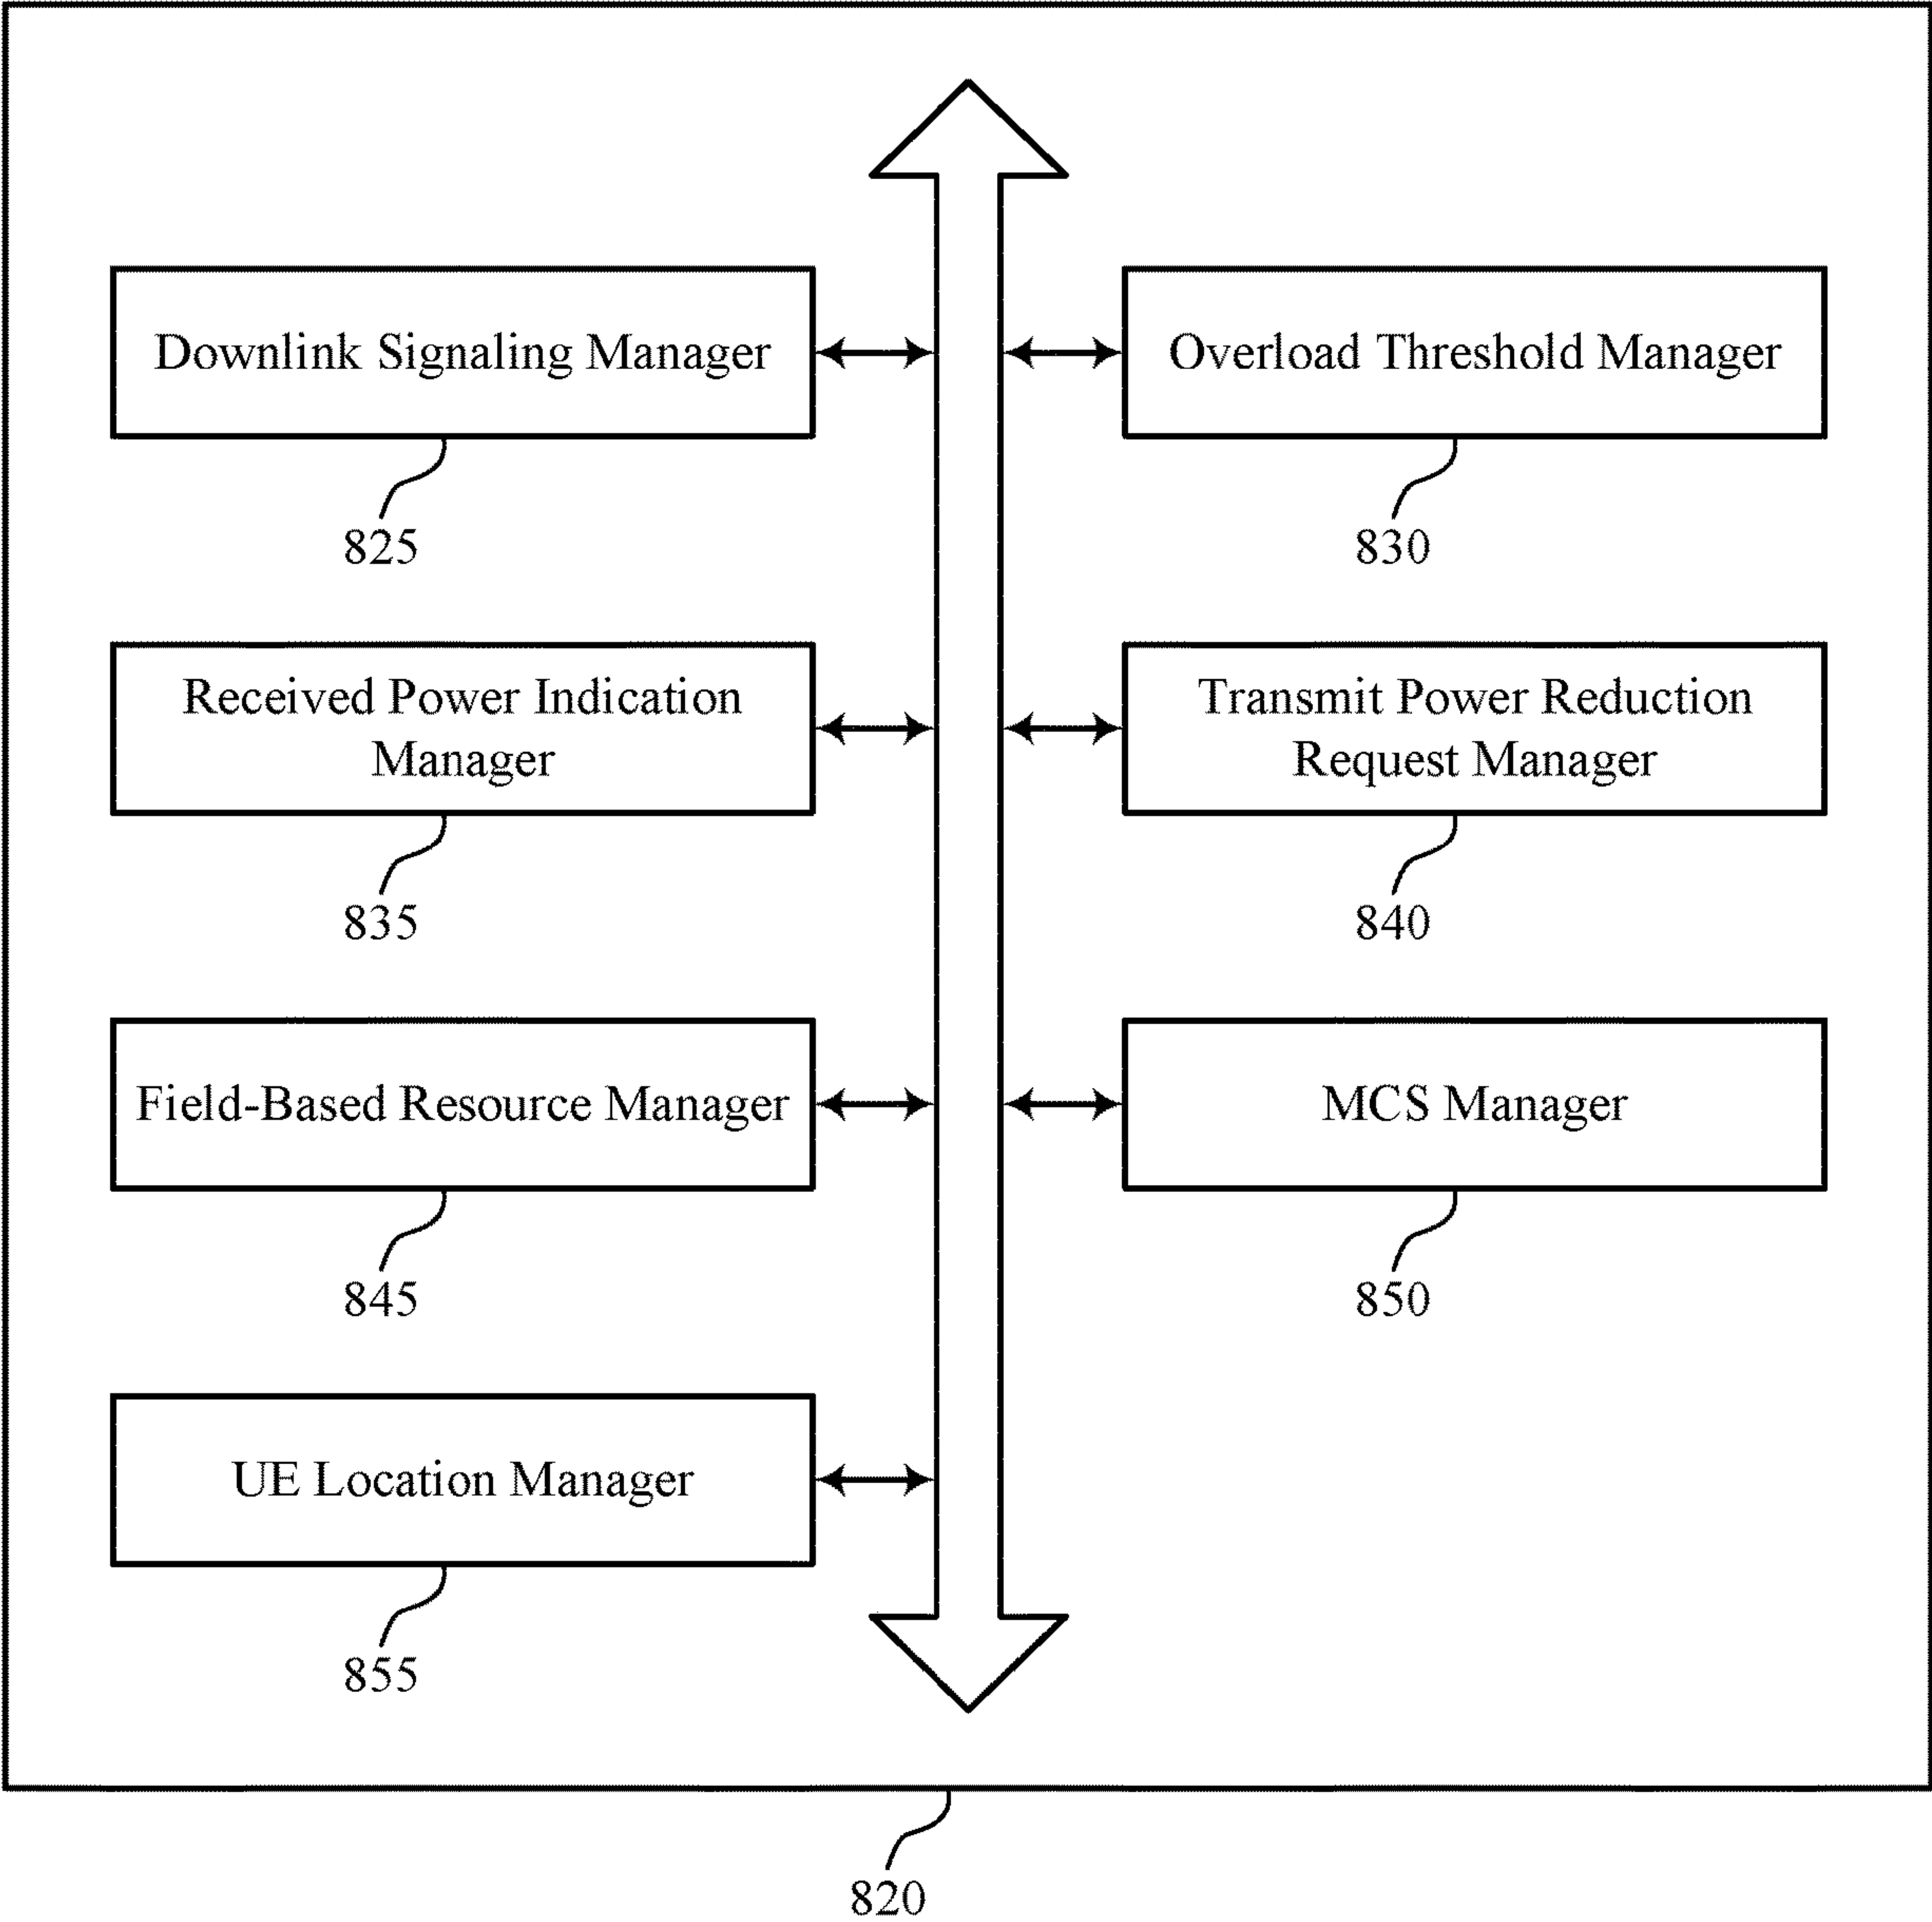 Downlink Signaling Manager
Overload Threshold Manager
825
830
Received Power Indication
Manager
Transmit Power Reduction
Request Manager
835
840
Field-Based Resource Manager
MCS Manager
845
850
UE Location Manager
855
820